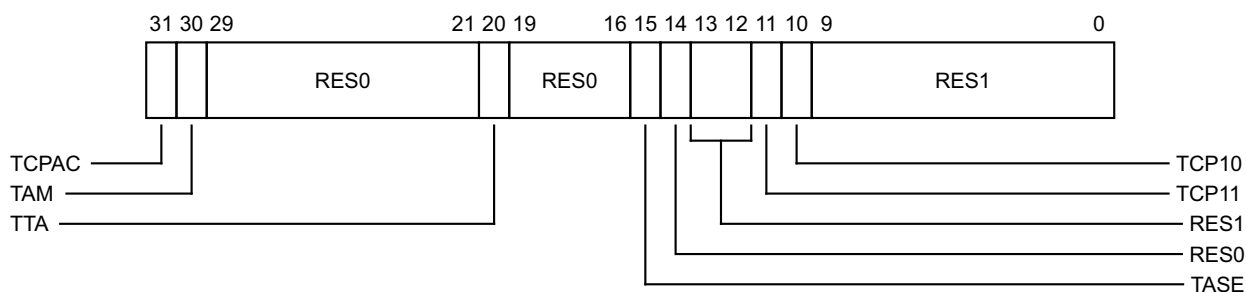 31 30 29 21 20 19 16 15 14 13 12 11 10 9 0
RES0 RES0 RES1
TCPAC TCP10
TAM TCP11
TTA RES1
RES0
TASE